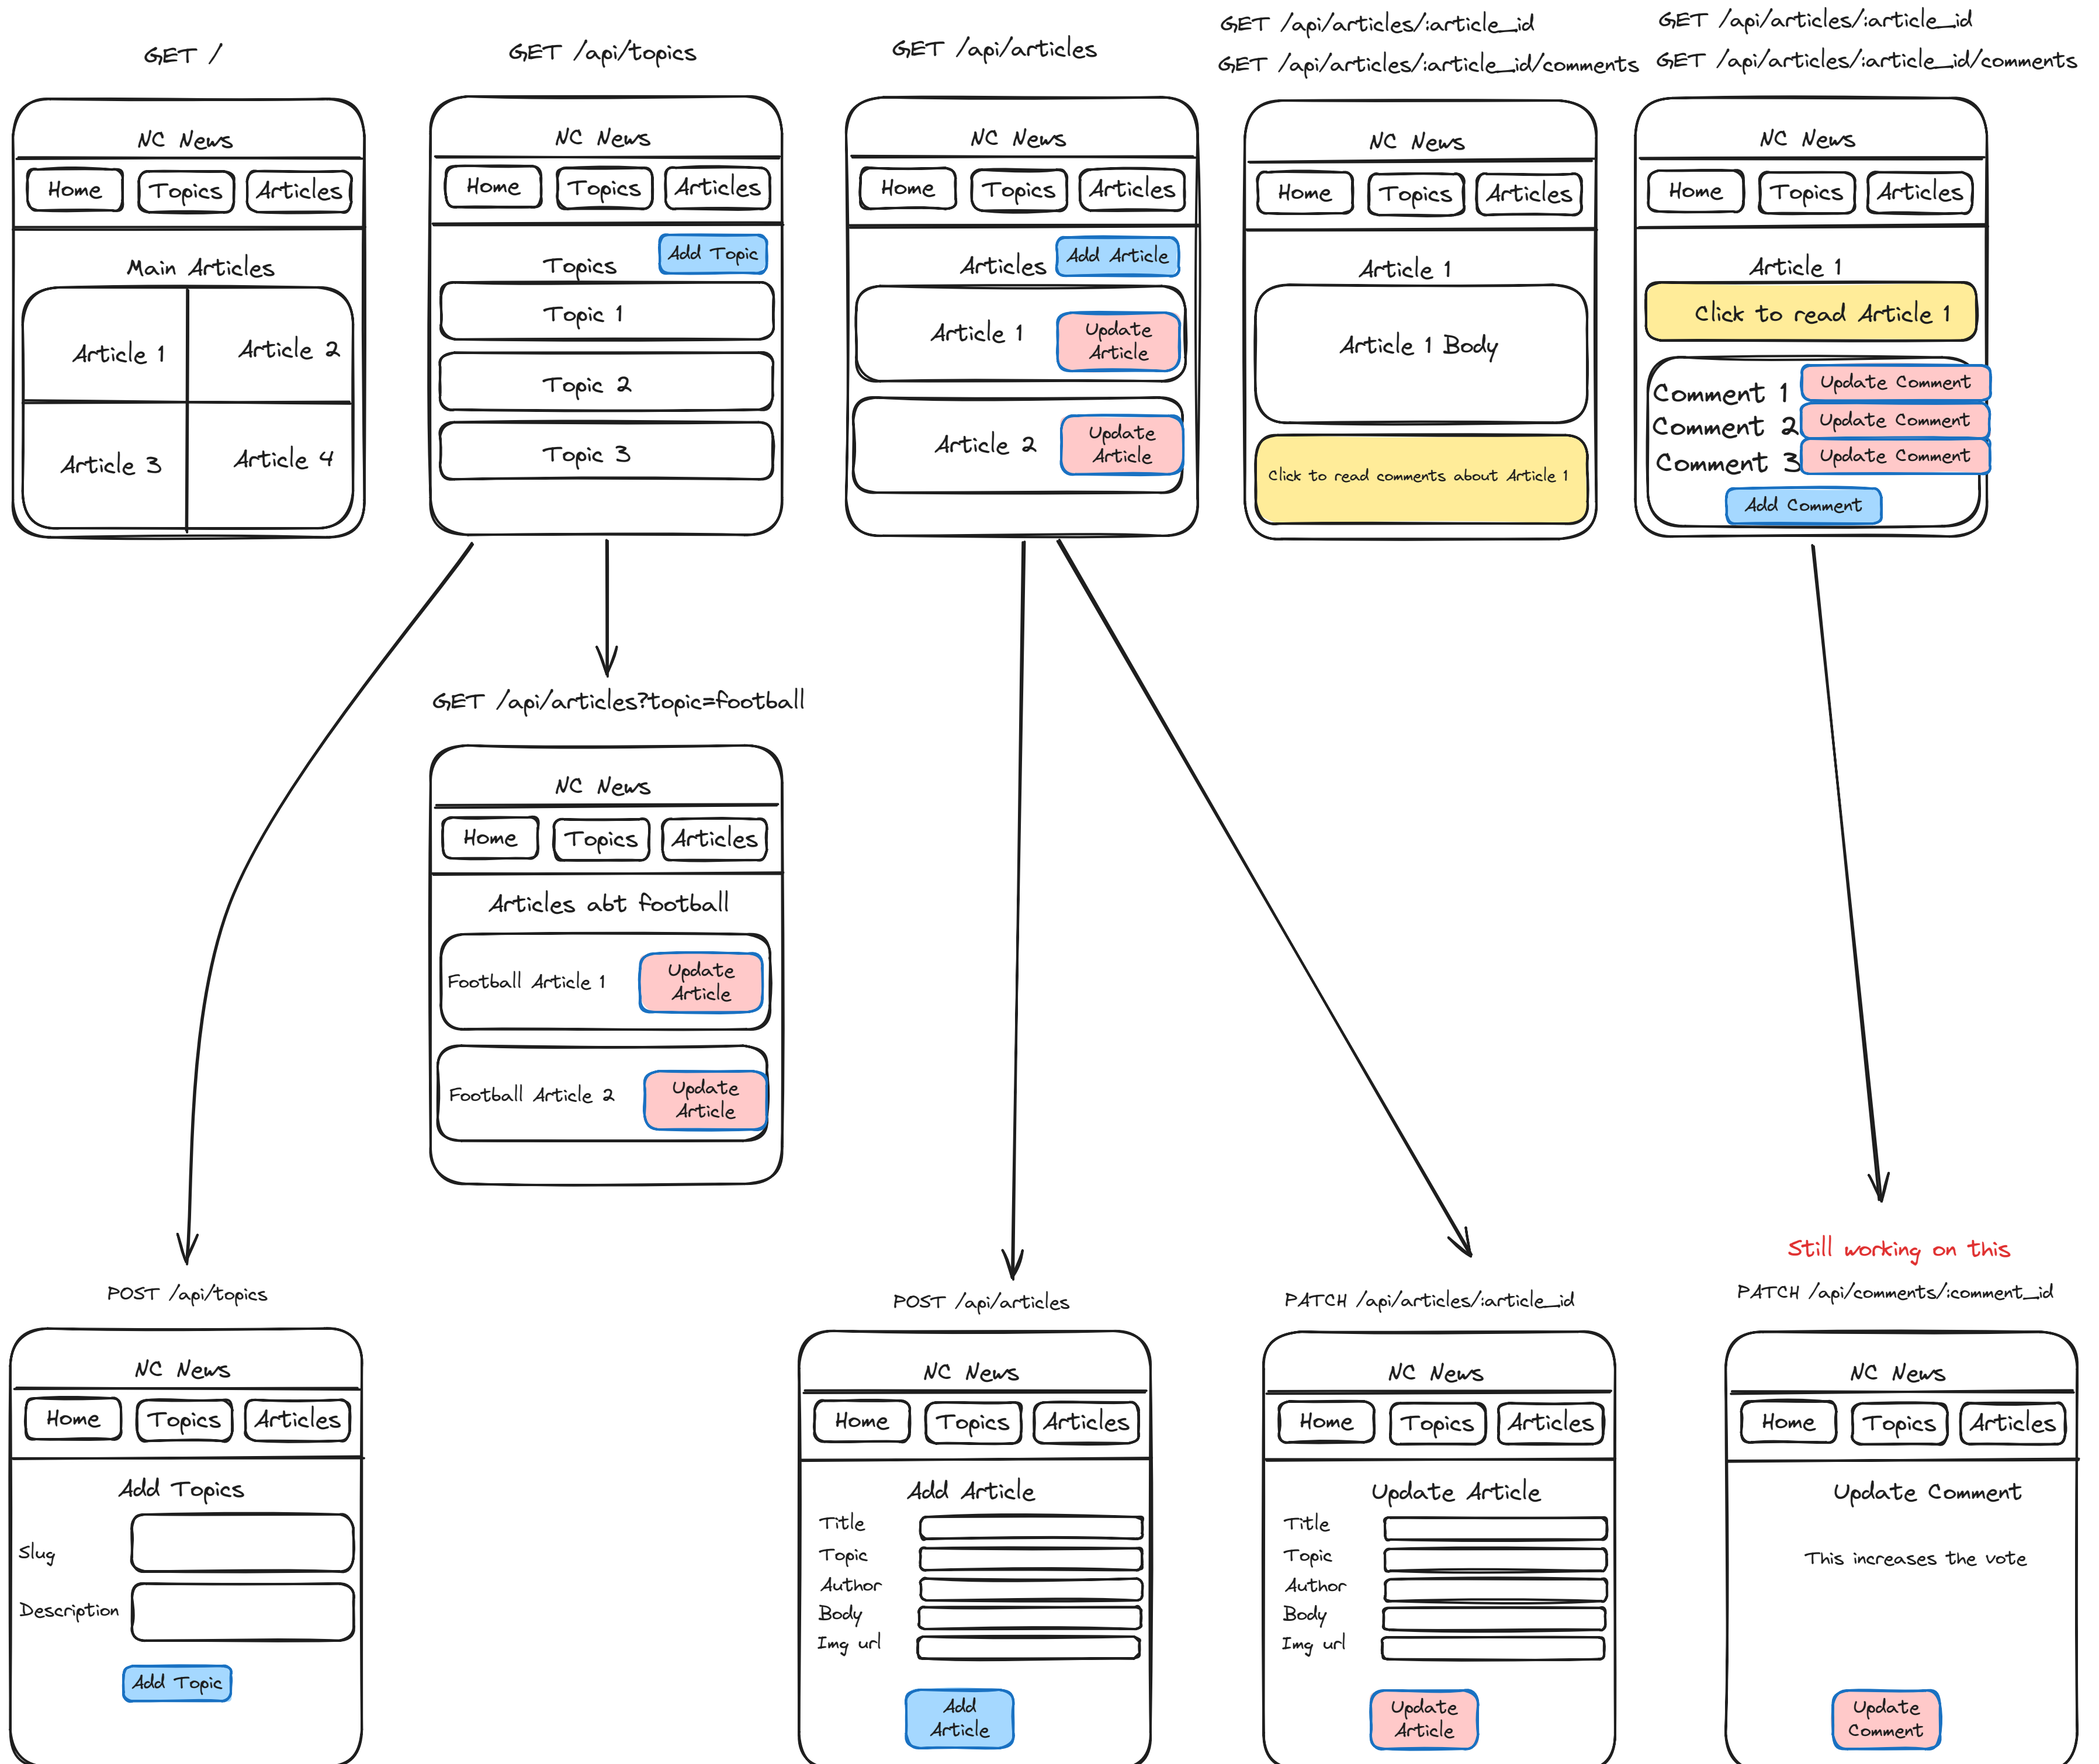 GET /
NC News
Home
Topics
Articles
Main Articles
Article 1
Article 2
Article 3
Article 4
GET /api/topics
NC News
Home
Topics
Articles
Topics
Add Topic
Topic 1
Topic 2
Topic 3
GET /api/articles
NC News
Home
Topics
Articles
Articles
Add Article
Article 1
Update
Article
Article 2
Update
Article
GET /api/articles/:article_id
GET /api/articles/:article_id/comments
NC News
Home
Topics
Articles
Article 1
Article 1 Body
Click to read comments about Article 1
GET /api/articles/:article_id
GET /api/articles/:article_id/comments
NC News
Home
Topics
Articles
Article 1
Click to read Article 1
Comment 1
Update Comment
Comment 2
Update Comment
Comment 3
Update Comment
Add Comment
GET /api/articles?topic=football
NC News
Home
Topics
Articles
Articles abt football
Football Article 1
Update
Article
Football Article 2
Update
Article
POST /api/topics
NC News
Home
Topics
Articles
Add Topics
Slug
Description
Add Topic
POST /api/articles
NC News
Home
Topics
Articles
Add Article
Title
Topic
Author
Body
Img url
Add
Article
PATCH /api/articles/:article_id
NC News
Home
Topics
Articles
Update Article
Title
Topic
Author
Body
Img url
Update
Article
Still working on this
PATCH /api/comments/:comment_id
NC News
Home
Topics
Articles
Update Comment
This increases the vote
Update
Comment